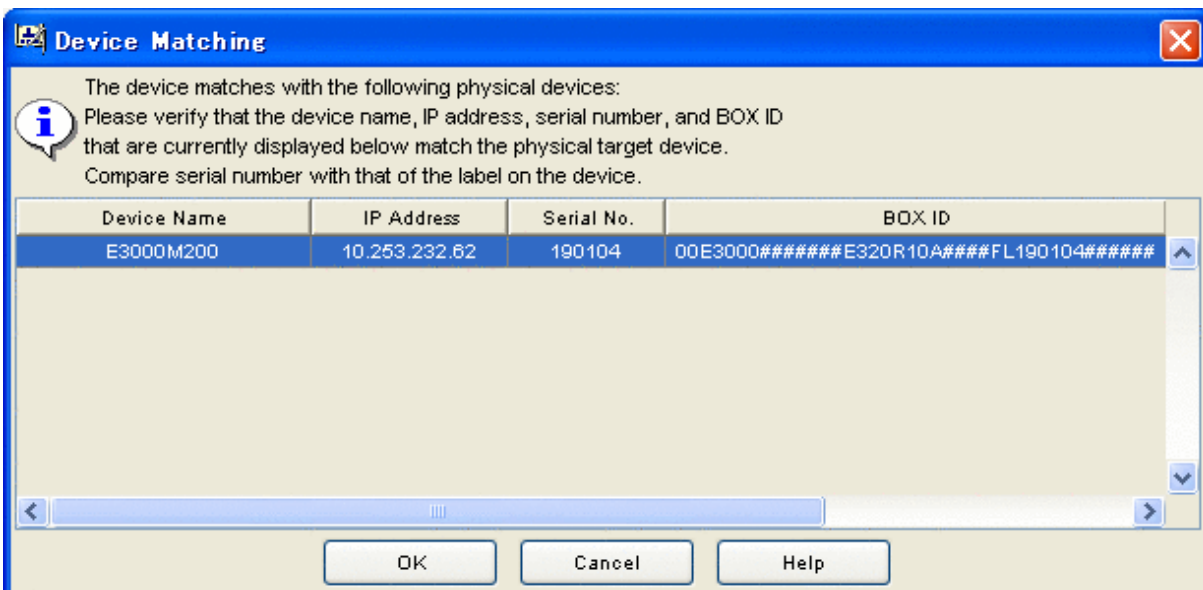 Device Matching
The device matches with the following physical devices:
Please verify that the device name, IP address, serial number, and BOX ID
that are currently displayed below match the physical target device.
Compare serial number with that of the label on the device.
Device Name IP Address Serial No. BOX ID
E3000M200 10.253.232.62 190104 00E3000#######E320R10A####FL190104######
OK Cancel Help